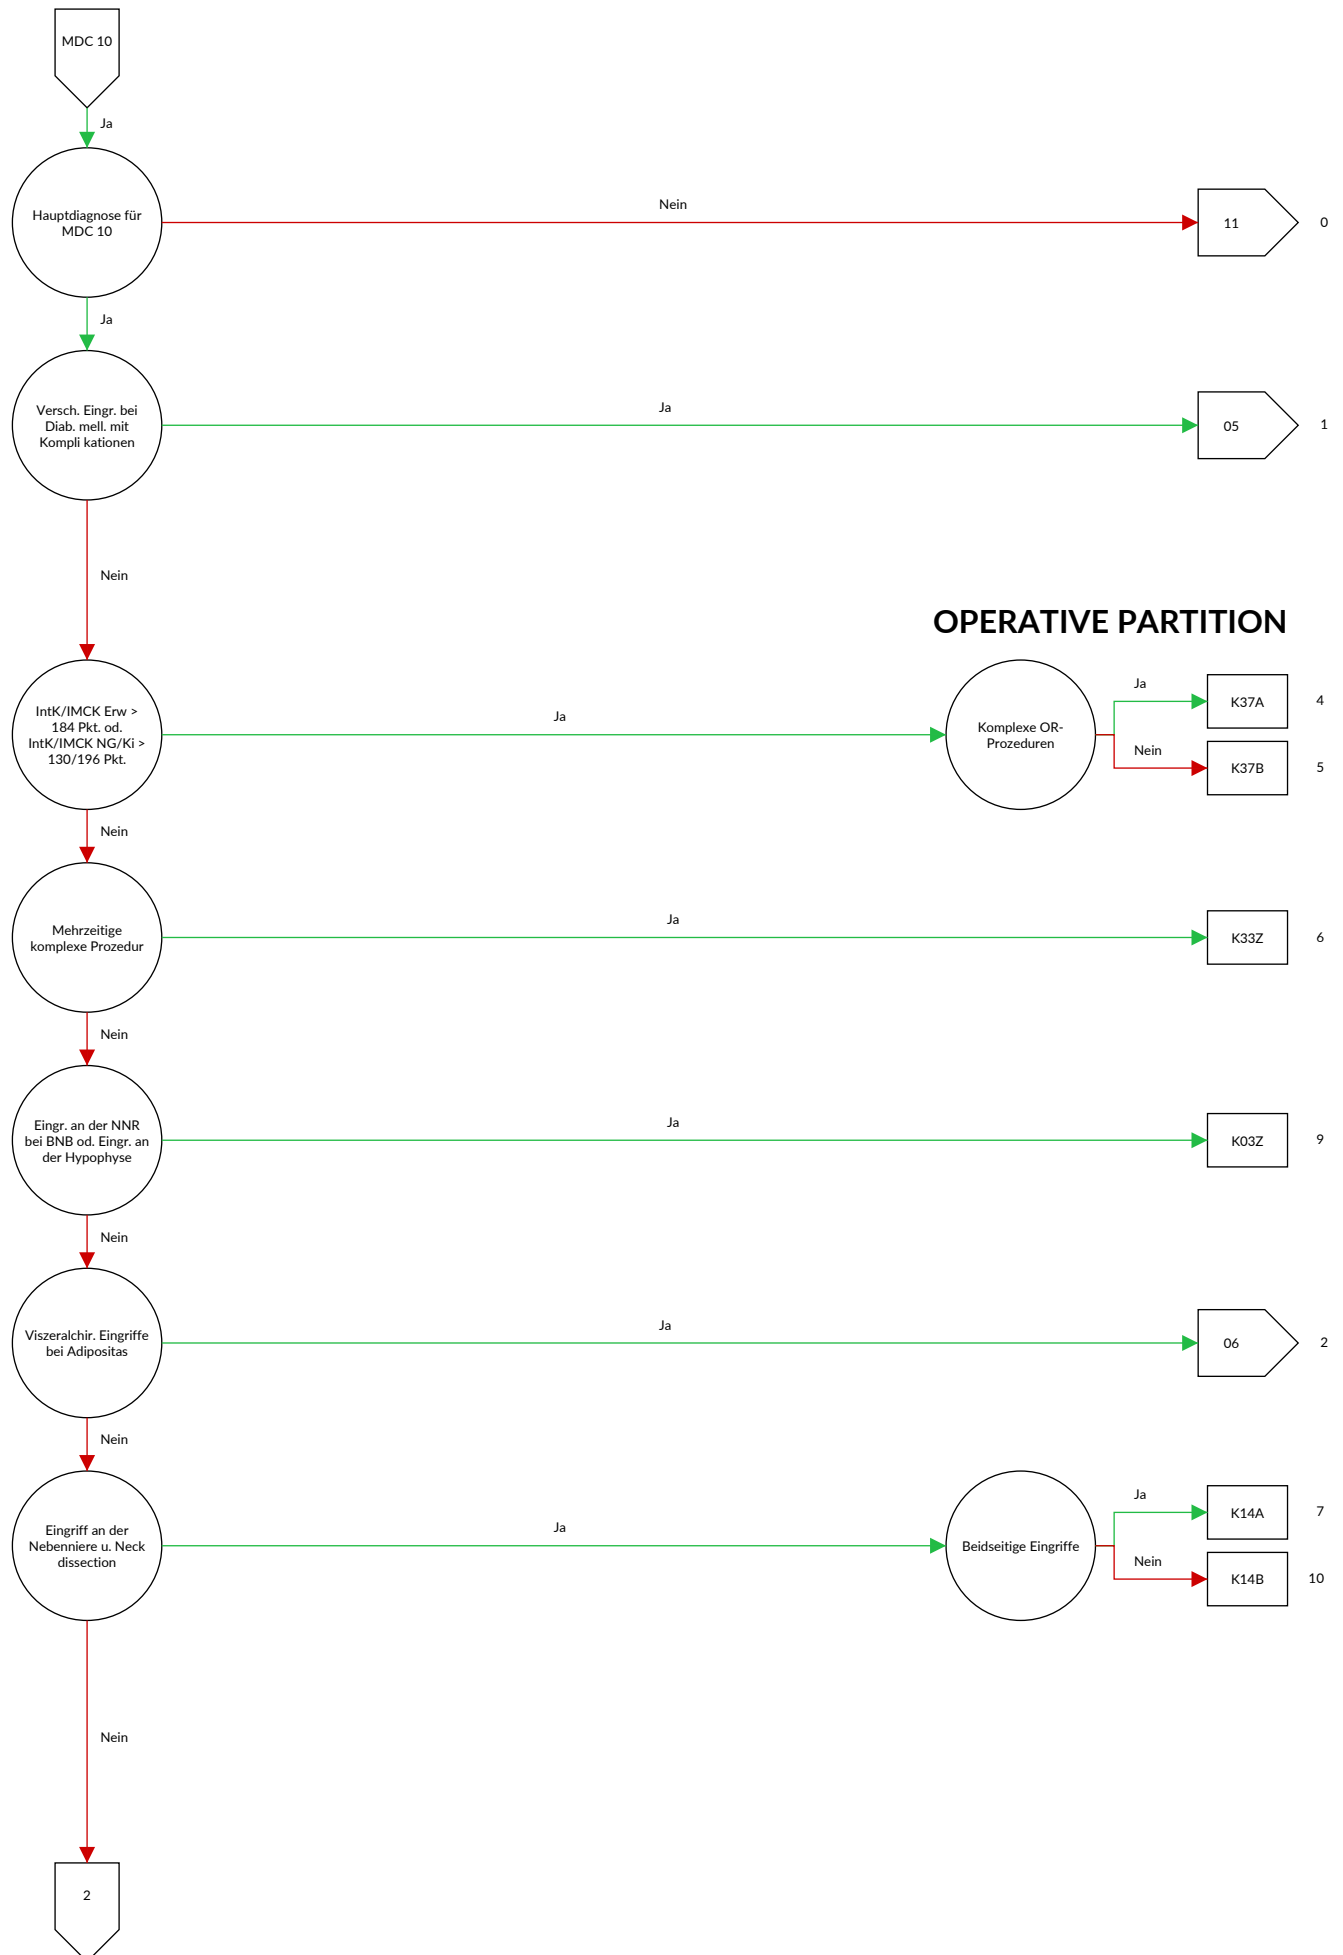 MDC 10
Ja
Hauptdiagnose für
MDC 10
Nein
11
0
Ja
Versch. Eingr. bei
Diab. mell. mit
Kompli kationen
Ja
05
1
Nein
OPERATIVE PARTITION
IntK/IMCK Erw >
184 Pkt. od.
IntK/IMCK NG/Ki >
130/196 Pkt.
Ja
Komplexe OR-
Prozeduren
Ja
K37A
4
Nein
K37B
5
Nein
Mehrzeitige
komplexe Prozedur
Ja
K33Z
6
Nein
Eingr. an der NNR
bei BNB od. Eingr. an
der Hypophyse
Ja
K03Z
9
Nein
Viszeralchir. Eingriffe
bei Adipositas
Ja
06
2
Nein
Eingriff an der
Nebenniere u. Neck
dissection
Ja
Beidseitige Eingriffe
Ja
K14A
7
Nein
K14B
10
Nein
2